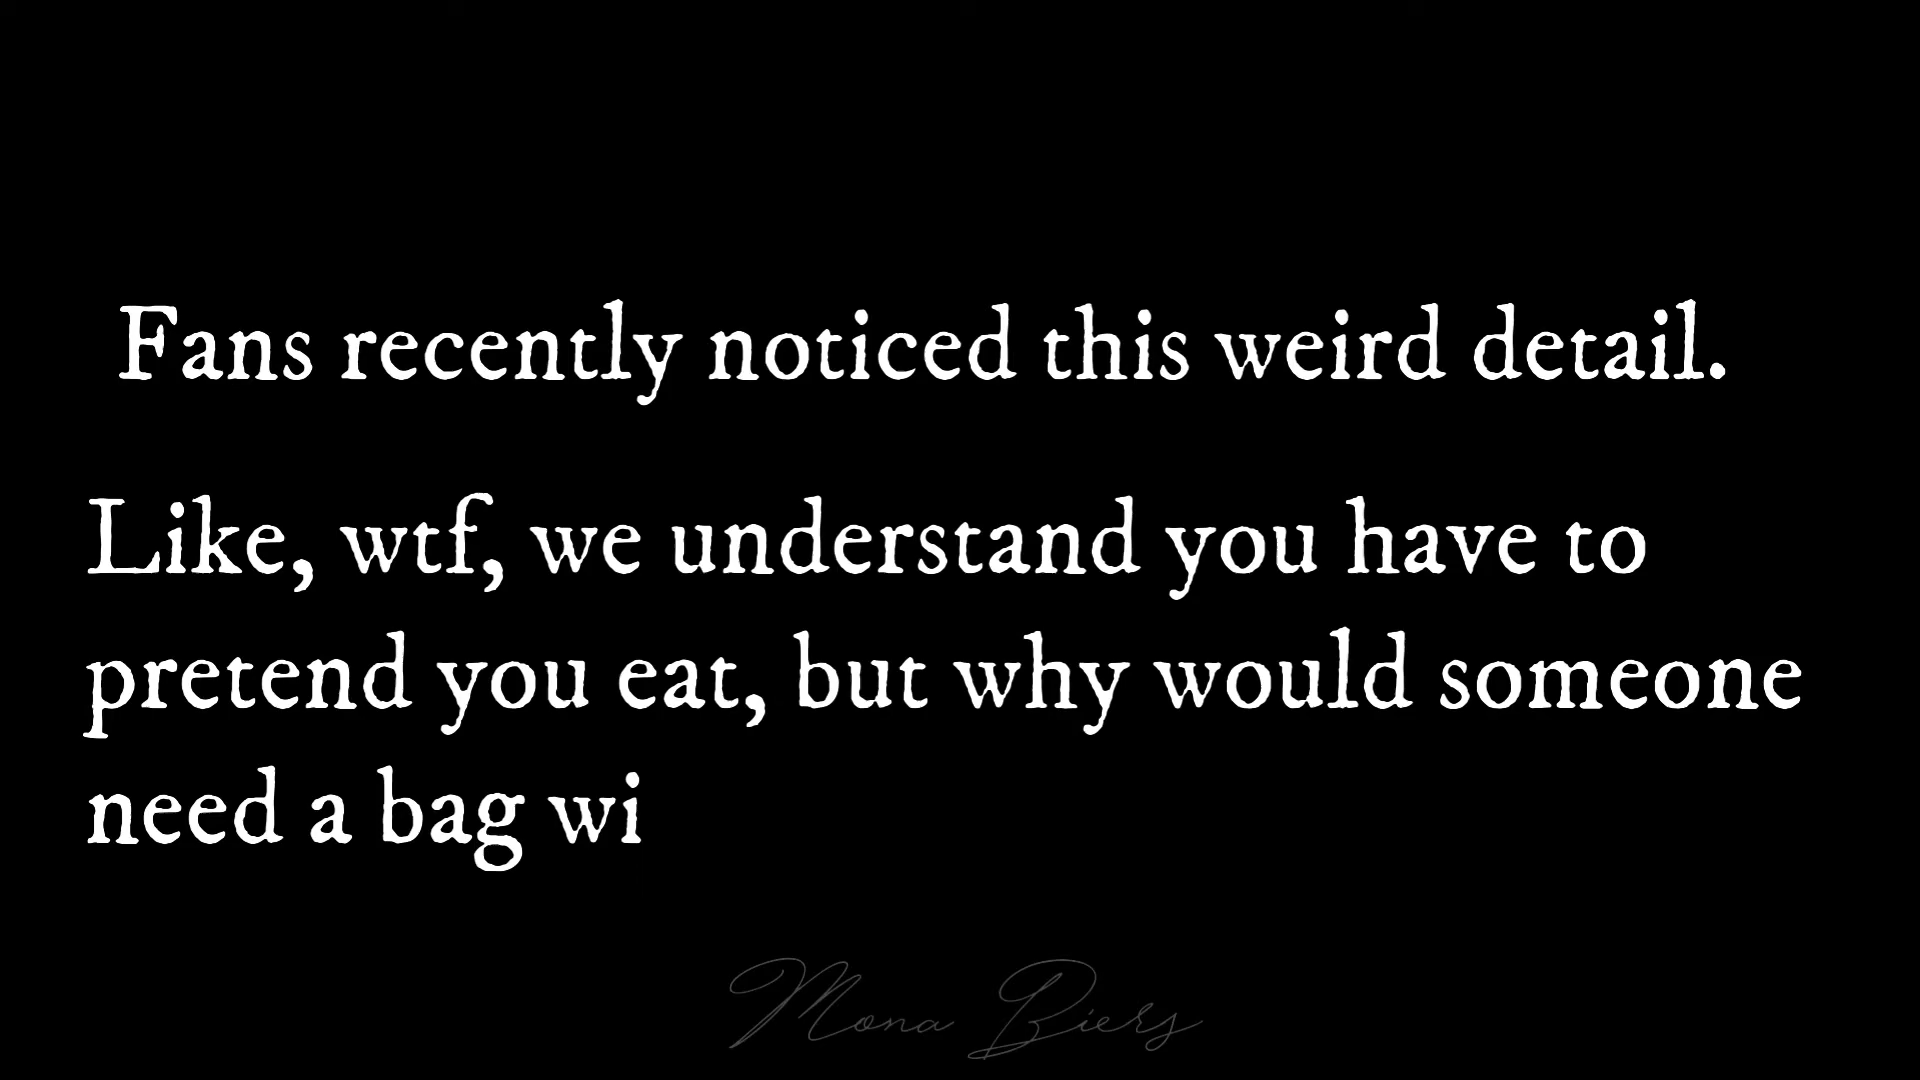 Fans recently noticed this weird detail.
Like, wtf, we understand you have to
pretend you eat, but why would someone
need a bag wi
Mona Biers